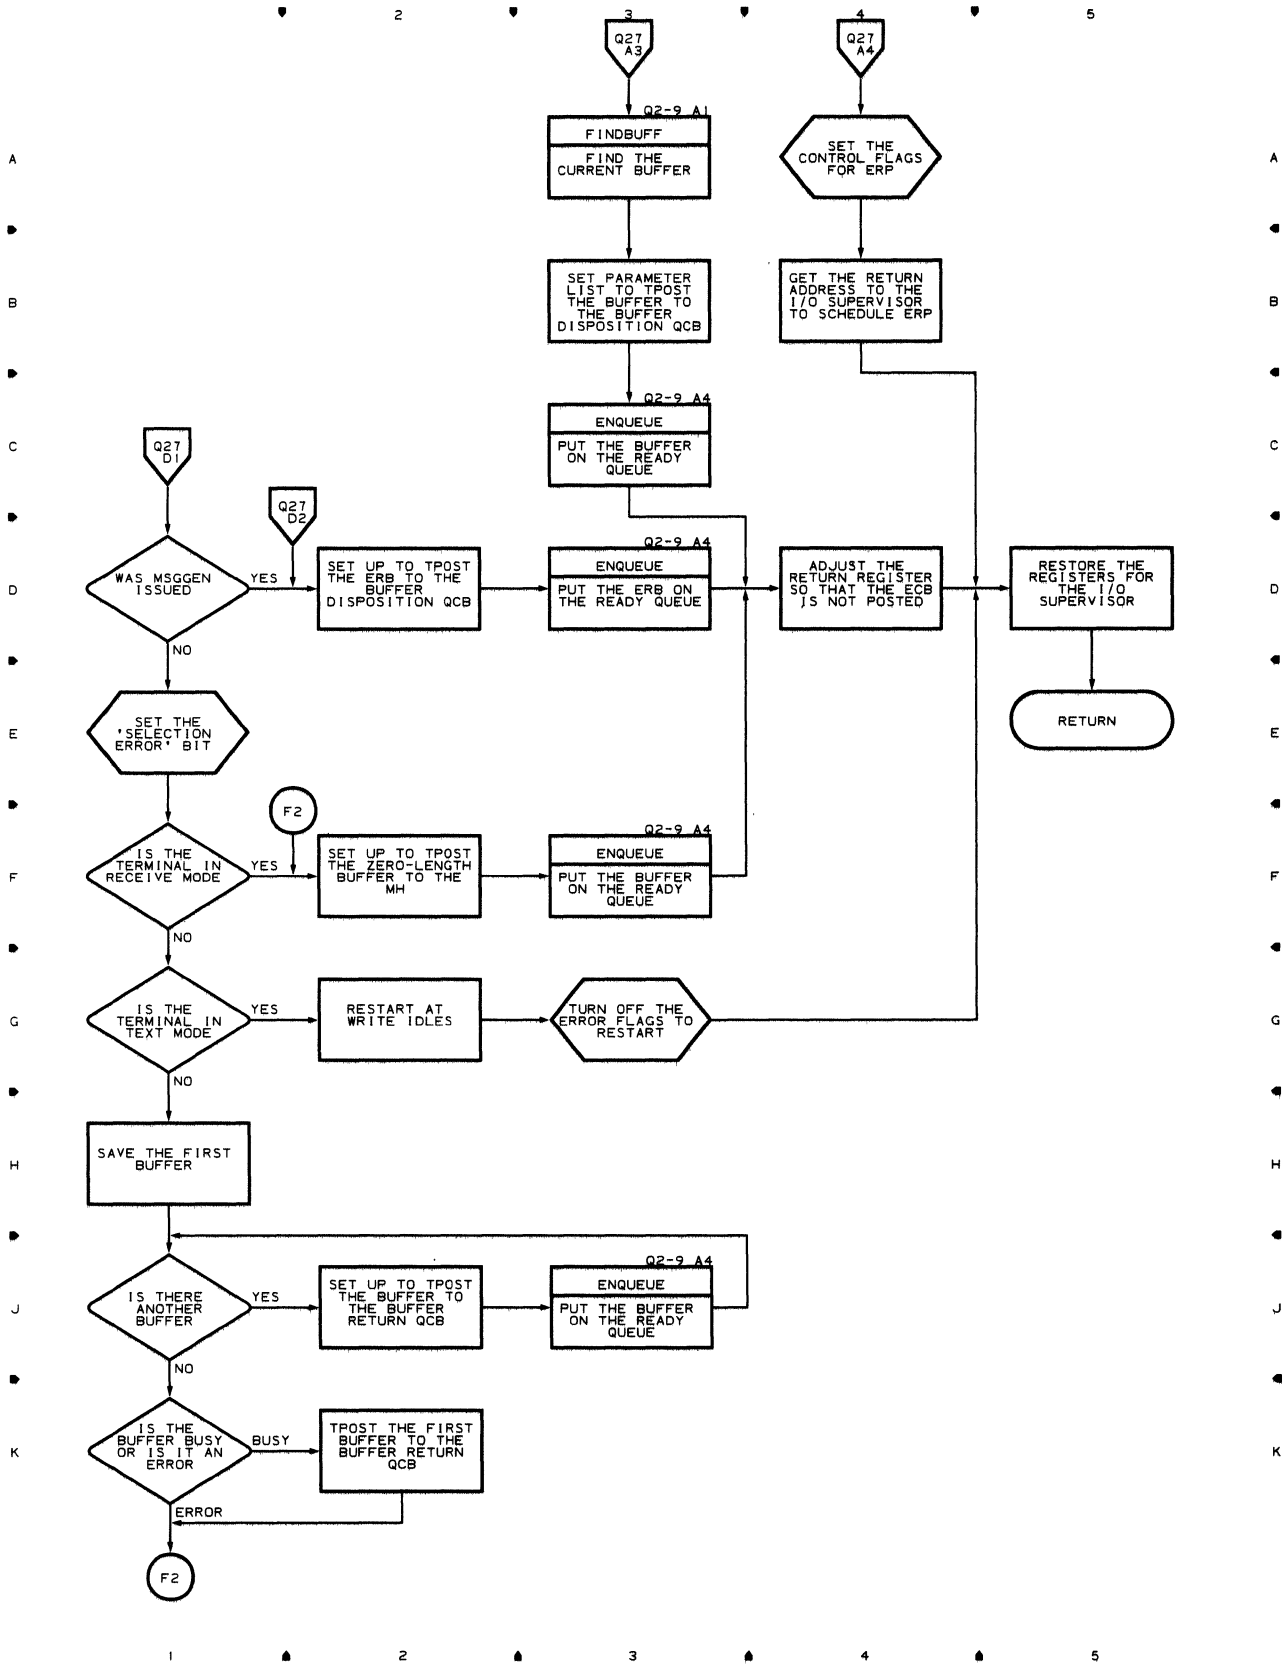 2 3 4 5
Q27
A3
Q27
A4
Q2-9 A1
FINDBUFF
FIND THE
CURRENT BUFFER
SET THE
CONTROL FLAGS
FOR ERP
A A
SET PARAMETER
LIST TO TPOST
THE BUFFER TO
THE BUFFER
DISPOSITION QCB
GET THE RETURN
ADDRESS TO THE
I/O SUPERVISOR
TO SCHEDULE ERP
B B
Q2-9 A4
ENQUEUE
PUT THE BUFFER
ON THE READY
QUEUE
C C
Q27
D1
Q27
D2
WAS MSGGEN
ISSUED
YES
NO
SET UP TO TPOST
THE ERB TO THE
BUFFER
DISPOSITION QCB
Q2-9 A4
ENQUEUE
PUT THE ERB ON
THE READY QUEUE
ADJUST THE
RETURN REGISTER
SO THAT THE ECB
IS NOT POSTED
RESTORE THE
REGISTERS FOR
THE I/O
SUPERVISOR
D D
SET THE
'SELECTION
ERROR' BIT
RETURN
E E
F2
IS THE
TERMINAL IN
RECEIVE MODE
YES
NO
SET UP TO TPOST
THE ZERO-LENGTH
BUFFER TO THE
MH
Q2-9 A4
ENQUEUE
PUT THE BUFFER
ON THE READY
QUEUE
F F
IS THE
TERMINAL IN
TEXT MODE
YES
NO
RESTART AT
WRITE IDLES
TURN OFF THE
ERROR FLAGS TO
RESTART
G G
SAVE THE FIRST
BUFFER
H H
IS THERE
ANOTHER
BUFFER
YES
NO
SET UP TO TPOST
THE BUFFER TO
THE BUFFER
RETURN QCB
Q2-9 A4
ENQUEUE
PUT THE BUFFER
ON THE READY
QUEUE
J J
IS THE
BUFFER BUSY
OR IS IT AN
ERROR
BUSY
ERROR
TPOST THE FIRST
BUFFER TO THE
BUFFER RETURN
QCB
K K
F2
1 2 3 4 5